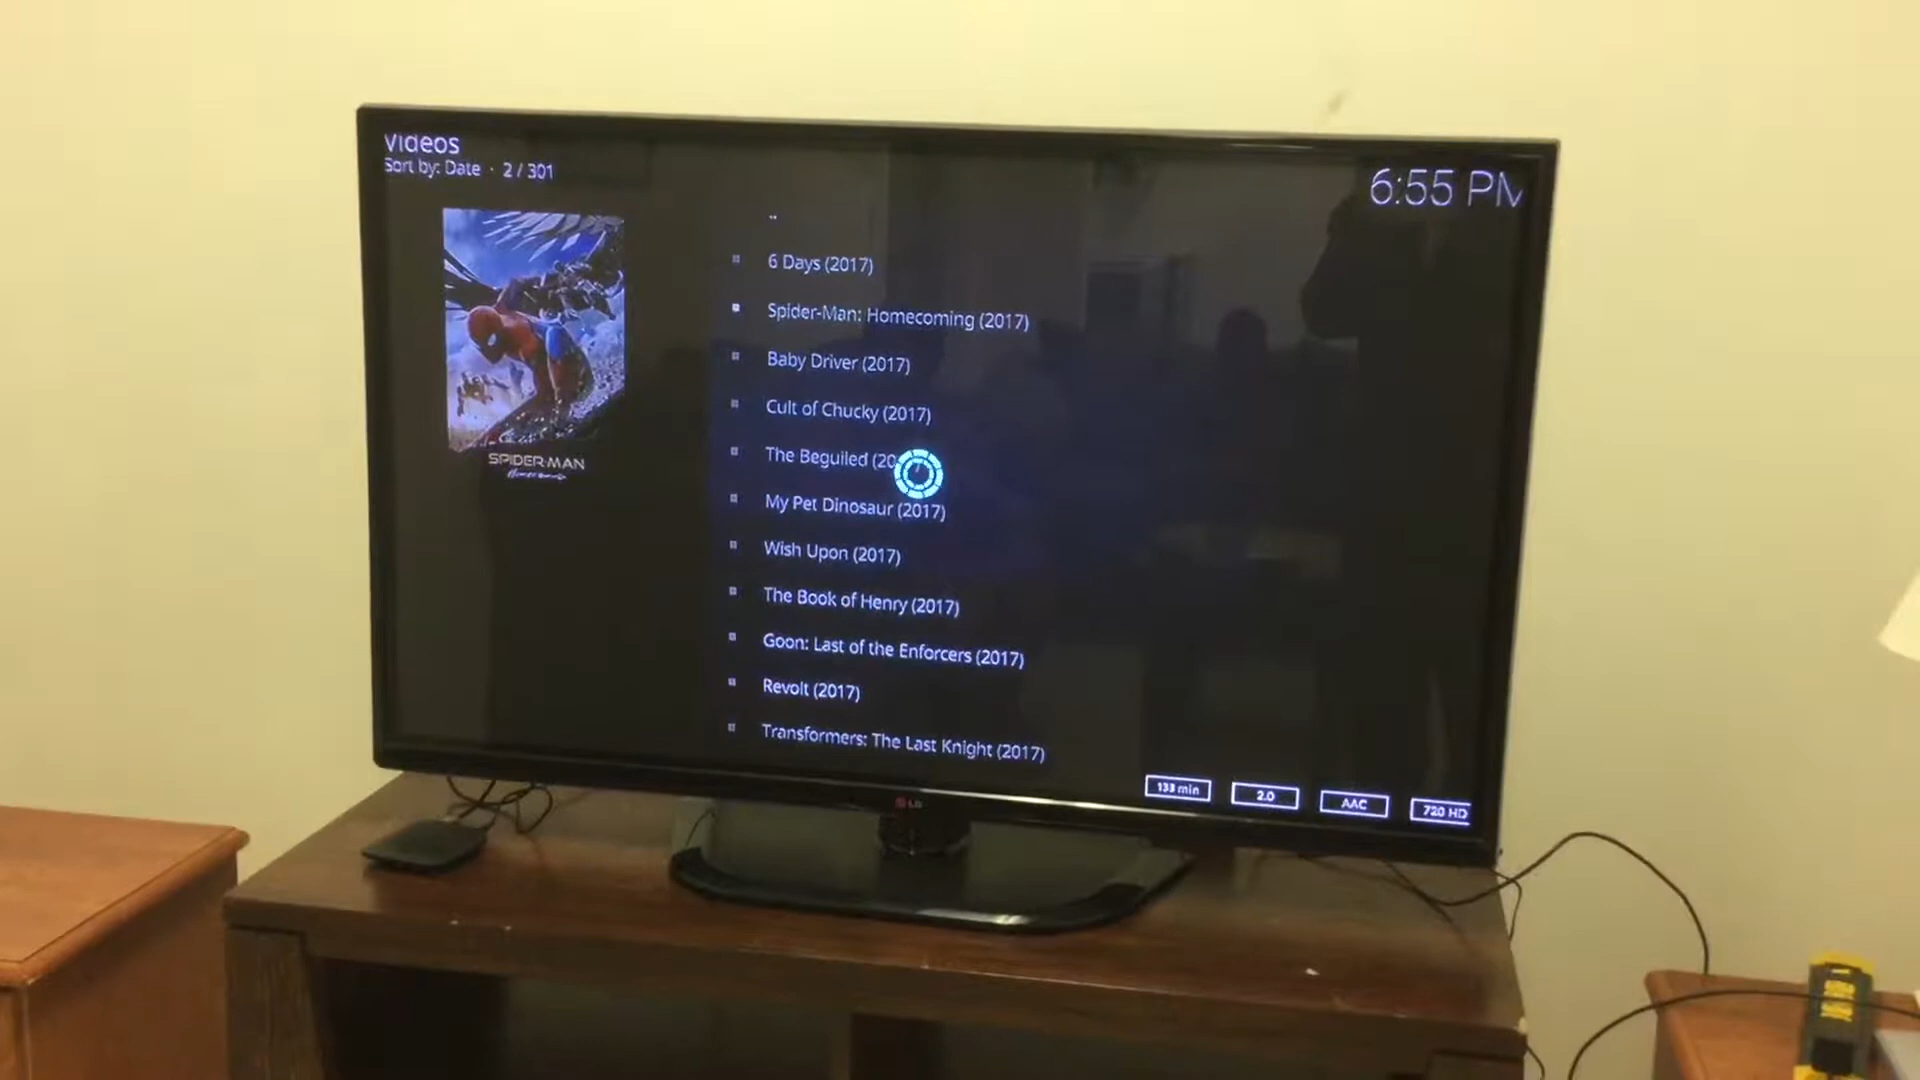 Videos
Sort by: Date · 2 / 301
6:55 PM
..
6 Days (2017)
Spider-Man: Homecoming (2017)
Baby Driver (2017)
Cult of Chucky (2017)
The Beguiled (20
My Pet Dinosaur (2017)
Wish Upon (2017)
The Book of Henry (2017)
Goon: Last of the Enforcers (2017)
Revolt (2017)
Transformers: The Last Knight (2017)
SPIDER-MAN
Homecoming
133 min
2.0
AAC
720 HD
LG